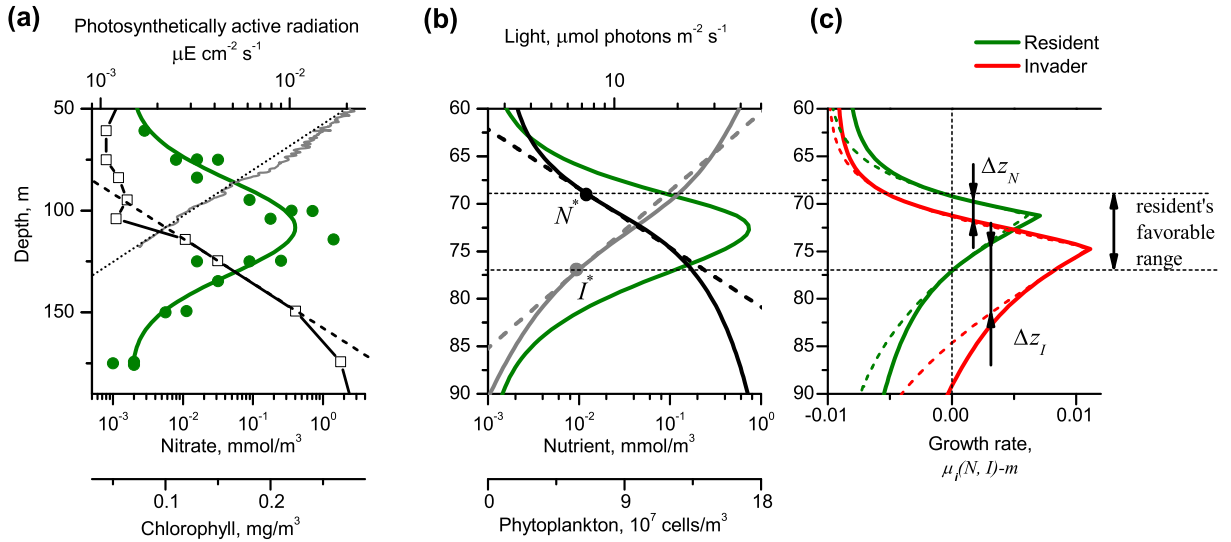 (a)
Photosynthetically active radiation
μE cm⁻² s⁻¹
10⁻³ 10⁻²
50
100
150
Depth, m
10⁻³ 10⁻² 10⁻¹ 10⁰
Nitrate, mmol/m³
0.1 0.2
Chlorophyll, mg/m³
(b)
Light, μmol photons m⁻² s⁻¹
10
60
65
70
75
80
85
90
N*
I*
10⁻³ 10⁻² 10⁻¹ 10⁰
Nutrient, mmol/m³
0 9 18
Phytoplankton, 10⁷ cells/m³
(c)
Resident
Invader
60
65
70
75
80
85
90
Δz_N
Δz_I
resident's
favorable
range
-0.01 0.00 0.01
Growth rate,
μ_i(N, I)-m